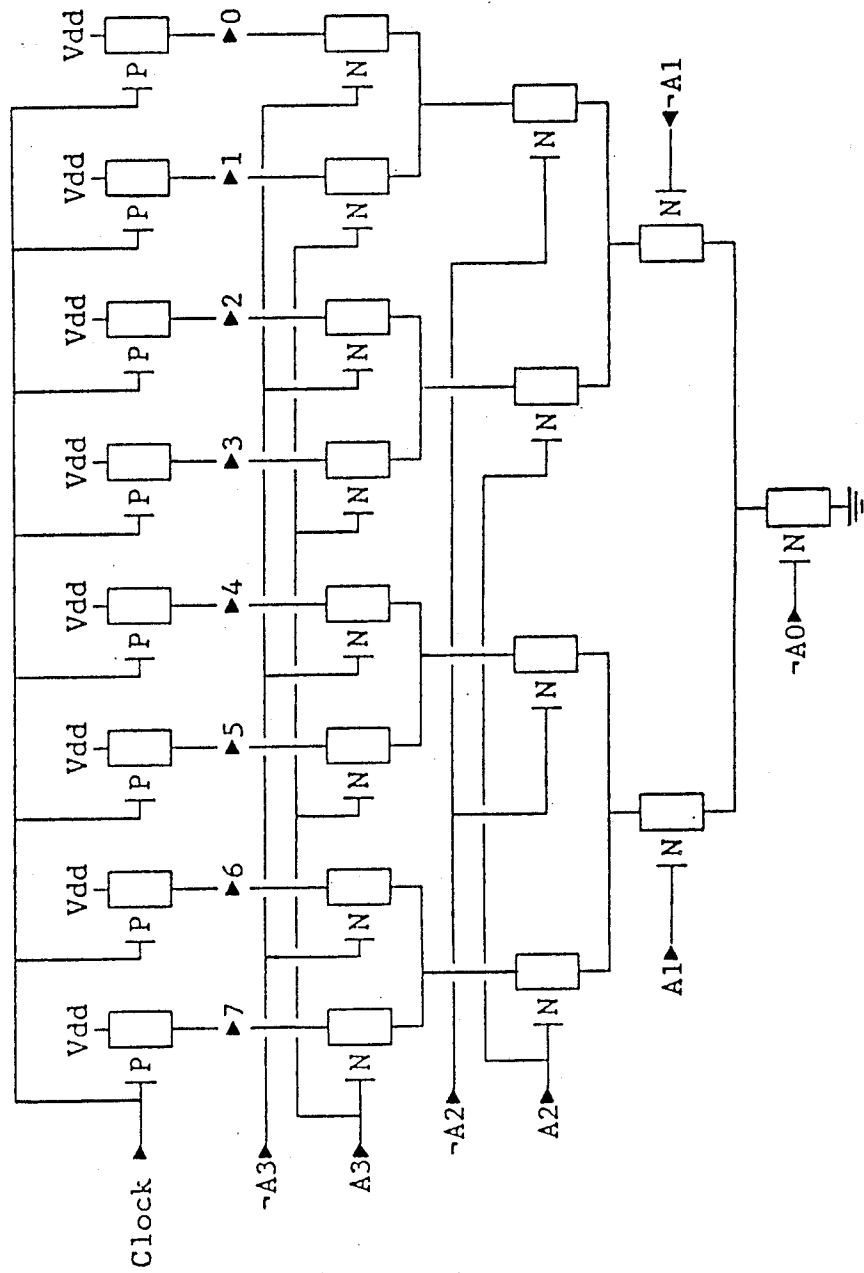 Vdd Vdd Vdd Vdd Vdd Vdd Vdd Vdd
Clock P P P P P P P P
7 6 5 4 3 2 1 0
¬A3
A3 N N N N N N N N
¬A2
A2 N N N N
A1 N N ¬A1
¬A0 N